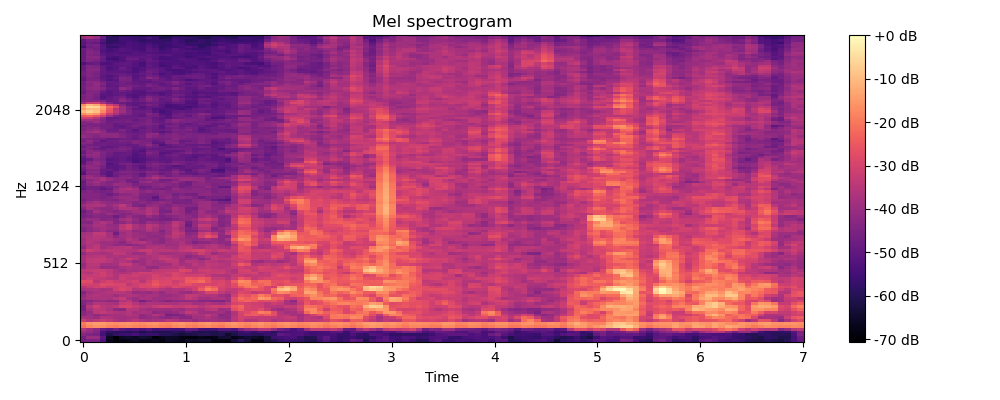 Mel spectrogram
+0 dB
2048
-10 dB
-20 dB
-30 dB
Hz
1024
-40 dB
-50 dB
512
-60 dB
0
-70 dB
0 1 2 3 4 5 6 7
Time